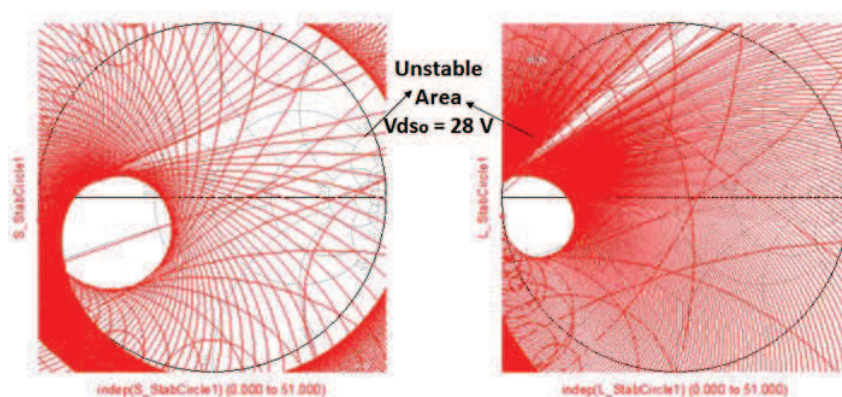 Unstable
Area
Vdso = 28 V
S_StabCircle1
L_StabCircle1
indep(S_StabCircle1) (0.000 to 51.000)
indep(L_StabCircle1) (0.000 to 51.000)